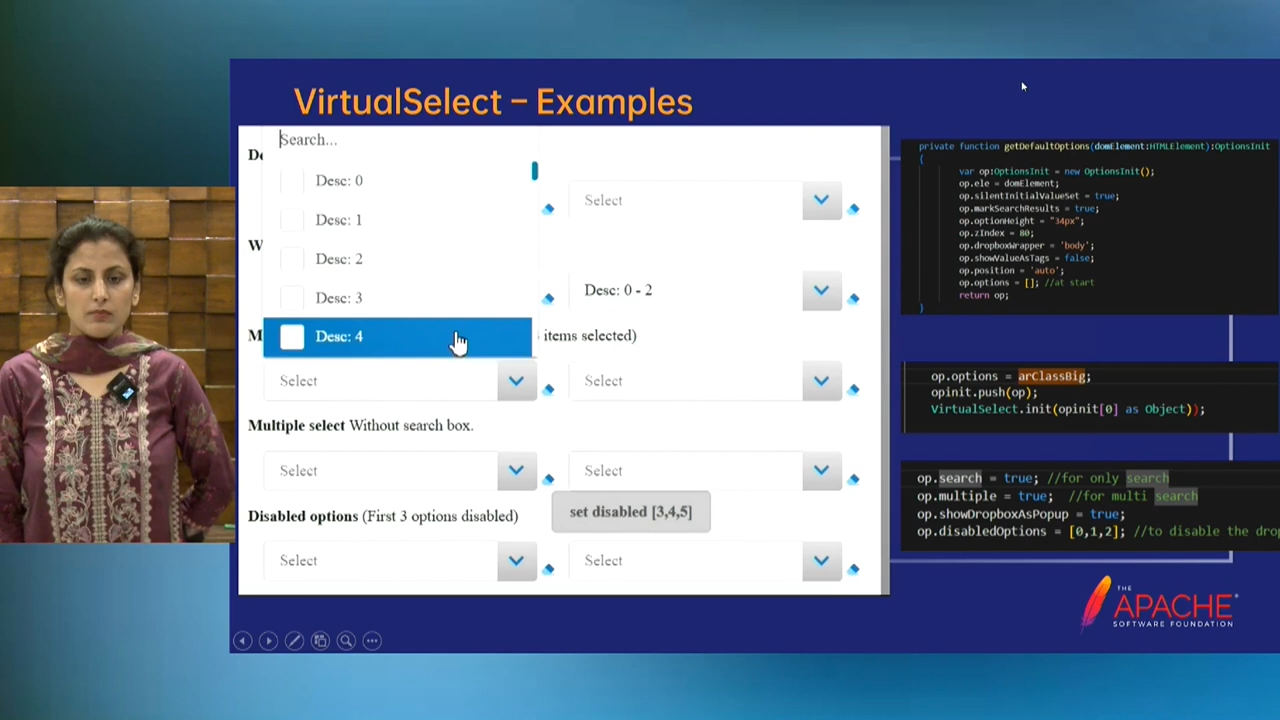 VirtualSelect – Examples
Search...
De
Desc: 0
Desc: 1
Select
W
Desc: 2
Desc: 3
Desc: 0 - 2
M
Desc: 4
items selected)
Select
Select
Multiple select Without search box.
Select
Select
set disabled [3,4,5]
Disabled options (First 3 options disabled)
Select
Select
private function getDefaultOptions(domElement:HTMLElement):OptionsInit
{
var op:OptionsInit = new OptionsInit();
op.ele = domElement;
op.silentInitialValueSet = true;
op.markSearchResults = true;
op.optionHeight = "34px";
op.zIndex = 80;
op.dropboxWrapper = 'body';
op.showValueAsTags = false;
op.position = 'auto';
op.options = []; //at start
return op;
}
op.options = arClassBig;
opinit.push(op);
VirtualSelect.init(opinit[0] as Object));
op.search = true; //for only search
op.multiple = true; //for multi search
op.showDropboxAsPopup = true;
op.disabledOptions = [0,1,2]; //to disable the drop
THE
APACHE
SOFTWARE FOUNDATION